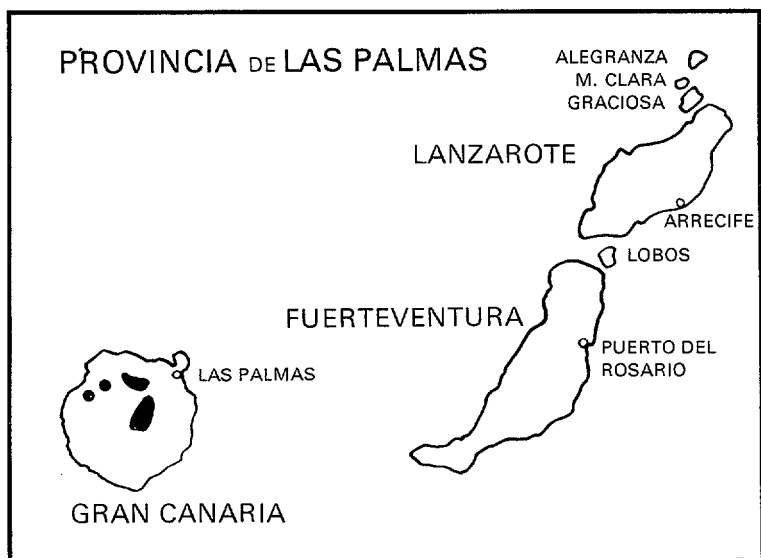 PROVINCIA DE LAS PALMAS
ALEGRANZA
M. CLARA
GRACIOSA
LANZAROTE
ARRECIFE
LOBOS
FUERTEVENTURA
PUERTO DEL
ROSARIO
LAS PALMAS
GRAN CANARIA